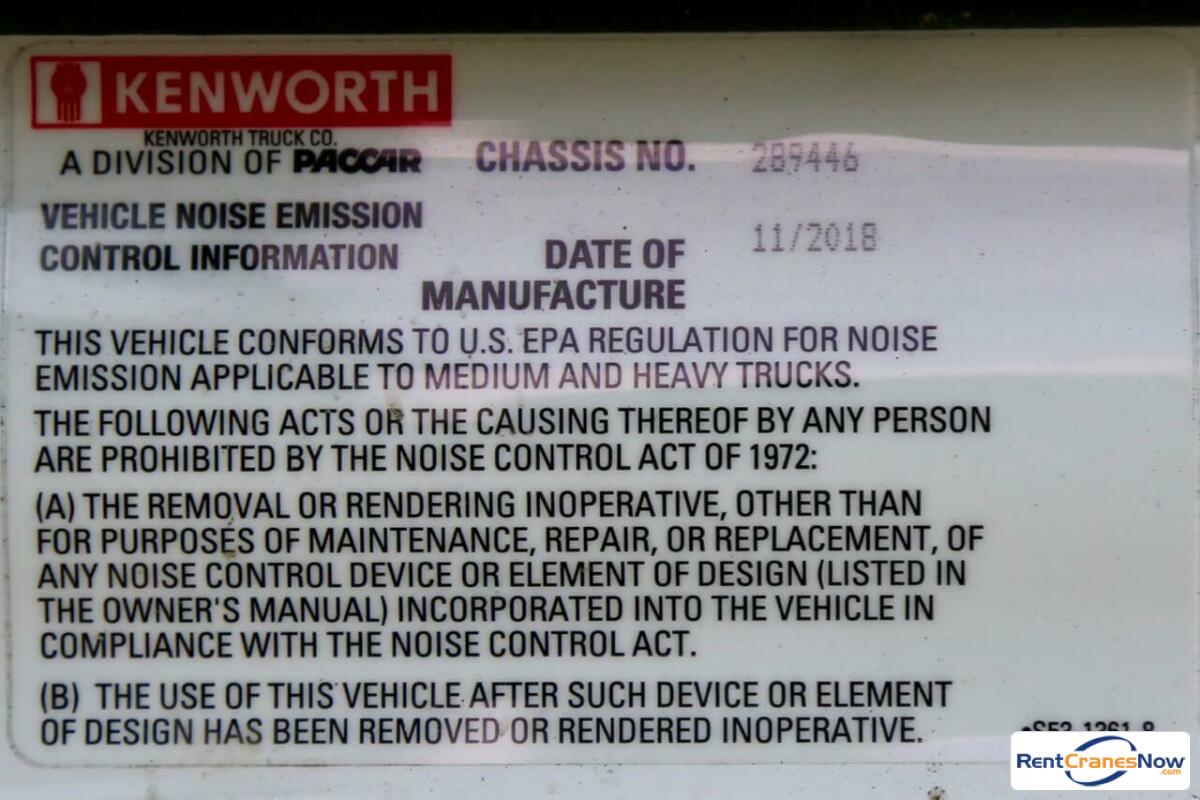 KENWORTH
KENWORTH TRUCK CO.
A DIVISION OF PACCAR
CHASSIS NO. 289446
VEHICLE NOISE EMISSION
CONTROL INFORMATION
DATE OF
MANUFACTURE
11/2018
THIS VEHICLE CONFORMS TO U.S. EPA REGULATION FOR NOISE
EMISSION APPLICABLE TO MEDIUM AND HEAVY TRUCKS.
THE FOLLOWING ACTS OR THE CAUSING THEREOF BY ANY PERSON
ARE PROHIBITED BY THE NOISE CONTROL ACT OF 1972:
(A) THE REMOVAL OR RENDERING INOPERATIVE, OTHER THAN
FOR PURPOSES OF MAINTENANCE, REPAIR, OR REPLACEMENT, OF
ANY NOISE CONTROL DEVICE OR ELEMENT OF DESIGN (LISTED IN
THE OWNER'S MANUAL) INCORPORATED INTO THE VEHICLE IN
COMPLIANCE WITH THE NOISE CONTROL ACT.
(B) THE USE OF THIS VEHICLE AFTER SUCH DEVICE OR ELEMENT
OF DESIGN HAS BEEN REMOVED OR RENDERED INOPERATIVE.
RentCranesNow
.com